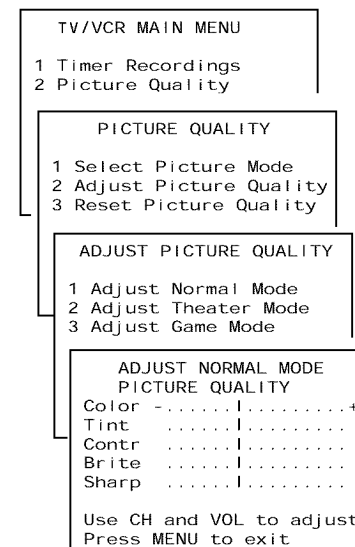 TV/VCR MAIN MENU
1 Timer Recordings
2 Picture Quality
PICTURE QUALITY
1 Select Picture Mode
2 Adjust Picture Quality
3 Reset Picture Quality
ADJUST PICTURE QUALITY
1 Adjust Normal Mode
2 Adjust Theater Mode
3 Adjust Game Mode
ADJUST NORMAL MODE
PICTURE QUALITY
Color -......|.........+
Tint ......|.........
Contr ......|.........
Brite ......|.........
Sharp ......|.........
Use CH and VOL to adjust
Press MENU to exit